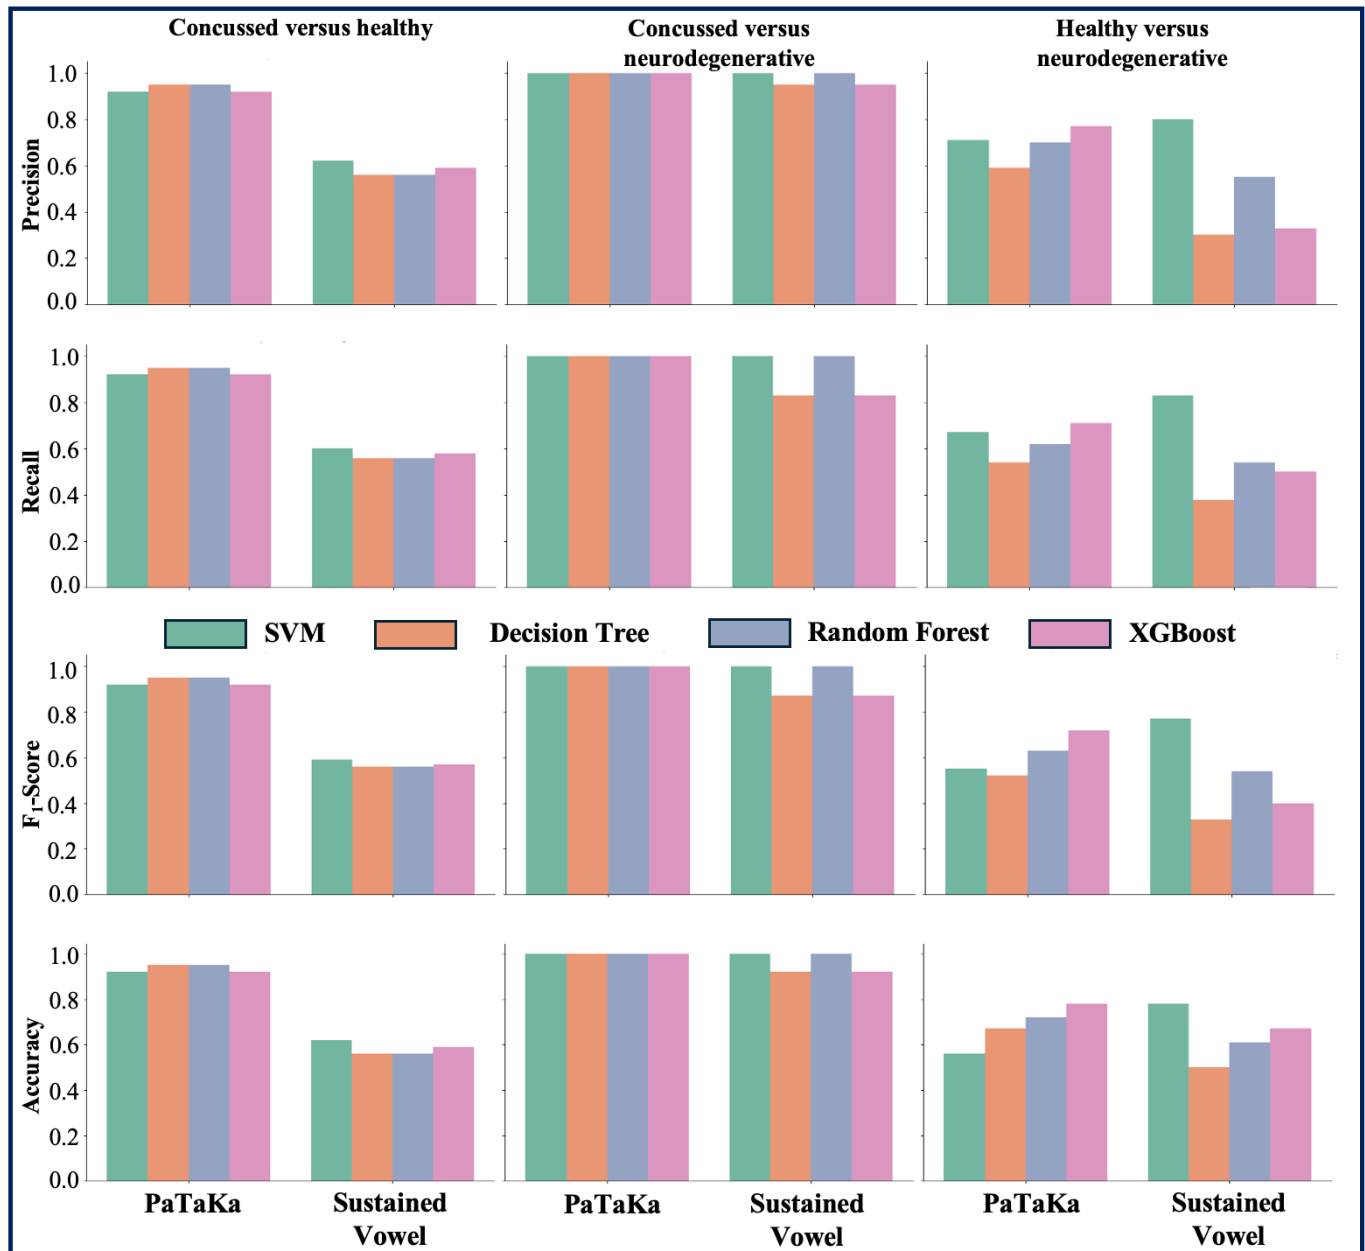 Concussed versus healthy
Concussed versus
neurodegenerative
Healthy versus
neurodegenerative
Precision
1.0
0.8
0.6
0.4
0.2
0.0
Recall
1.0
0.8
0.6
0.4
0.2
0.0
SVM
Decision Tree
Random Forest
XGBoost
F₁-Score
1.0
0.8
0.6
0.4
0.2
0.0
Accuracy
1.0
0.8
0.6
0.4
0.2
0.0
PaTaKa
Sustained
Vowel
PaTaKa
Sustained
Vowel
PaTaKa
Sustained
Vowel